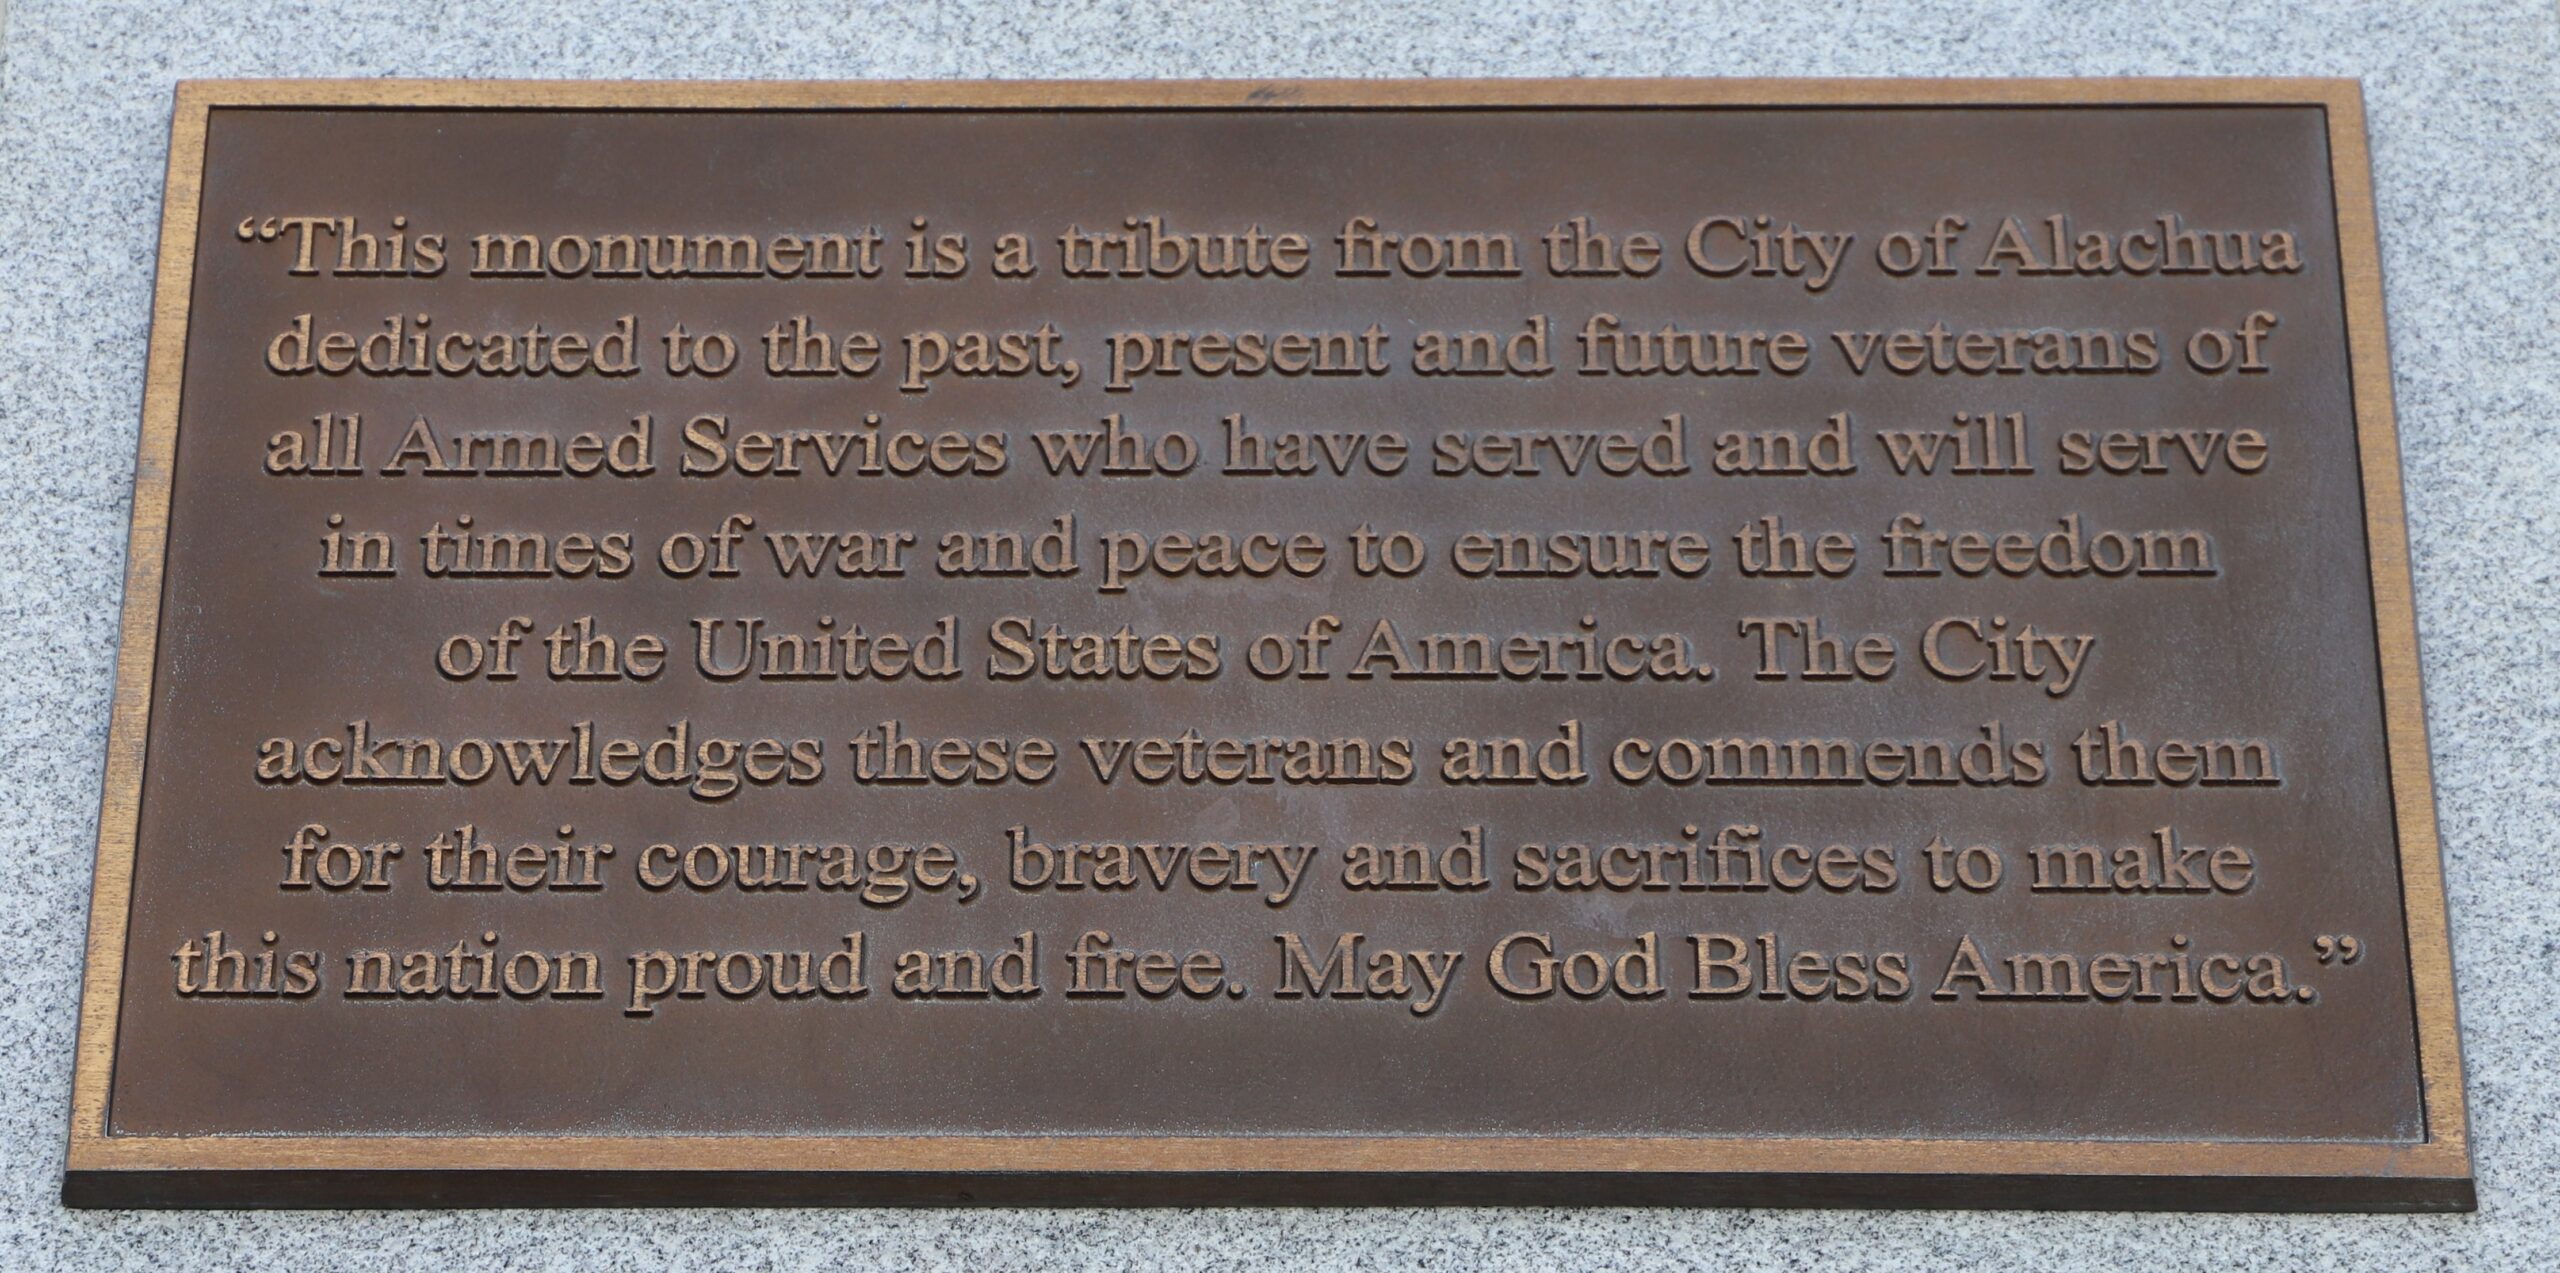 “This monument is a tribute from the City of Alachua
dedicated to the past, present and future veterans of
all Armed Services who have served and will serve
in times of war and peace to ensure the freedom
of the United States of America. The City
acknowledges these veterans and commends them
for their courage, bravery and sacrifices to make
this nation proud and free. May God Bless America.”